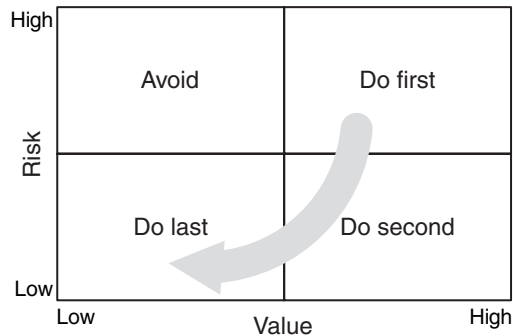 High
Avoid
Do first
Risk
Do last
Do second
Low
Low
Value
High